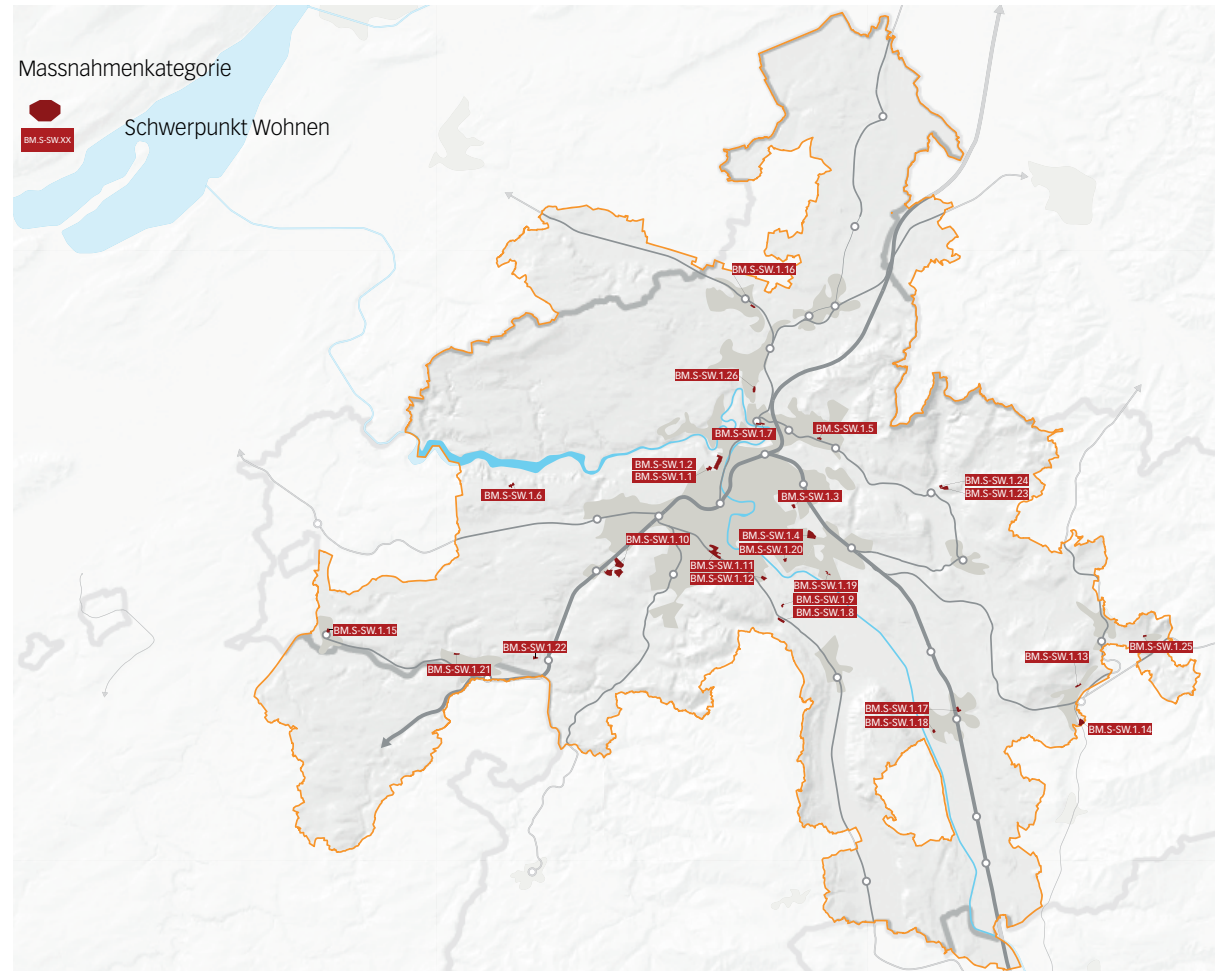 Massnahmenkategorie
BM.S-SW.XX
Schwerpunkt Wohnen
BM.S-SW.1.16
BM.S-SW.1.26
BM.S-SW.1.7
BM.S-SW.1.5
BM.S-SW.1.2
BM.S-SW.1.1
BM.S-SW.1.6
BM.S-SW.1.3
BM.S-SW.1.24
BM.S-SW.1.23
BM.S-SW.1.10
BM.S-SW.1.4
BM.S-SW.1.20
BM.S-SW.1.11
BM.S-SW.1.12
BM.S-SW.1.19
BM.S-SW.1.9
BM.S-SW.1.8
BM.S-SW.1.15
BM.S-SW.1.22
BM.S-SW.1.21
BM.S-SW.1.25
BM.S-SW.1.13
BM.S-SW.1.17
BM.S-SW.1.18
BM.S-SW.1.14